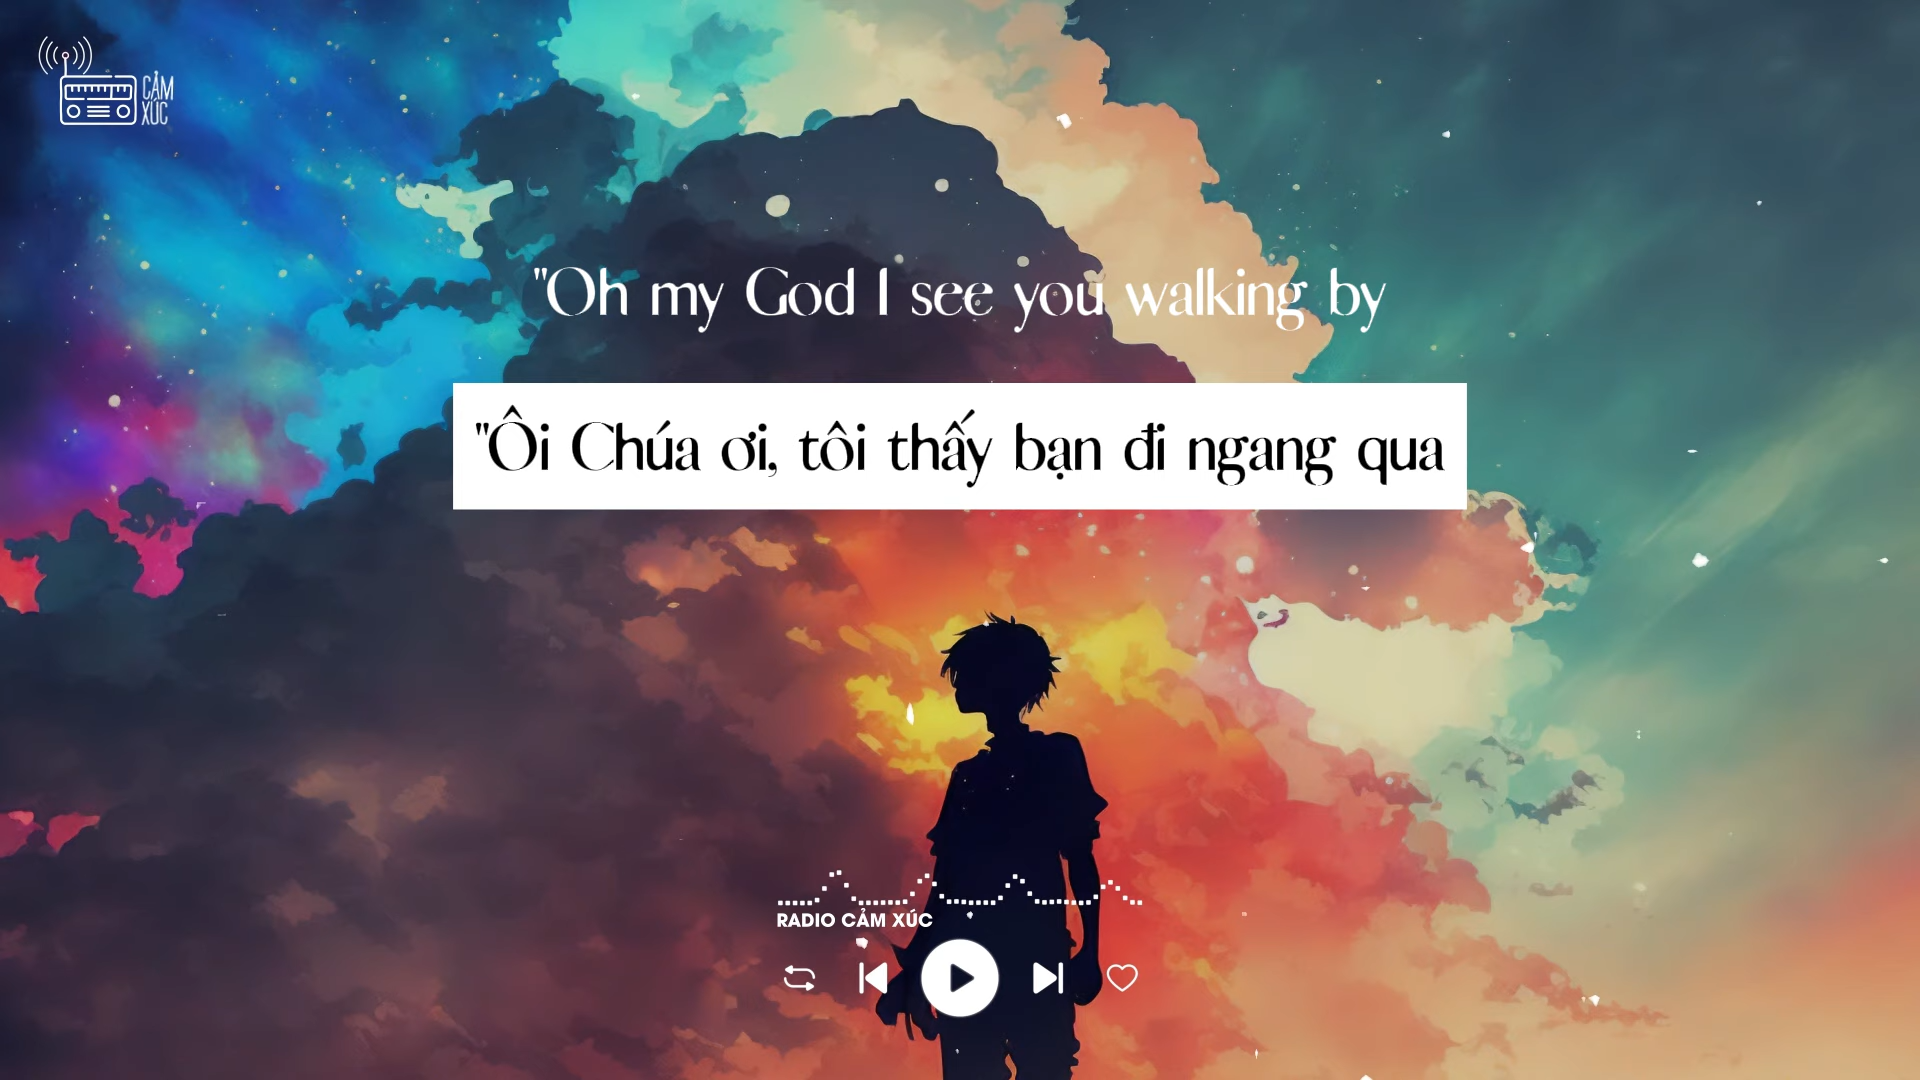 CẢM
XÚC
"Oh my God I see you walking by
"Ôi Chúa ơi, tôi thấy bạn đi ngang qua
RADIO CẢM XÚC